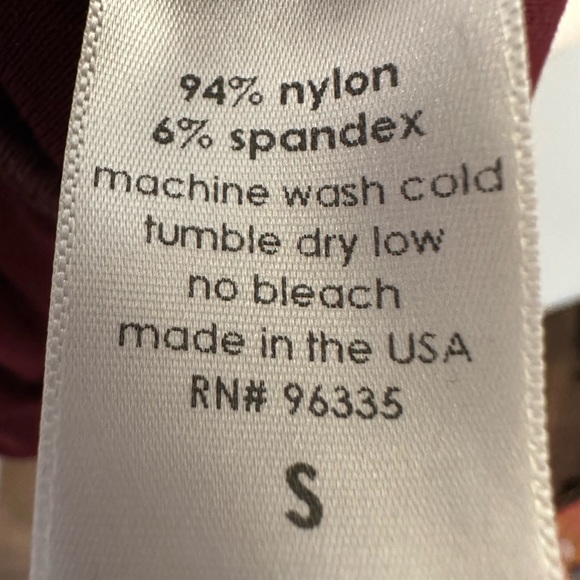 94% nylon
6% spandex
machine wash cold
tumble dry low
no bleach
made in the USA
RN# 96335
S